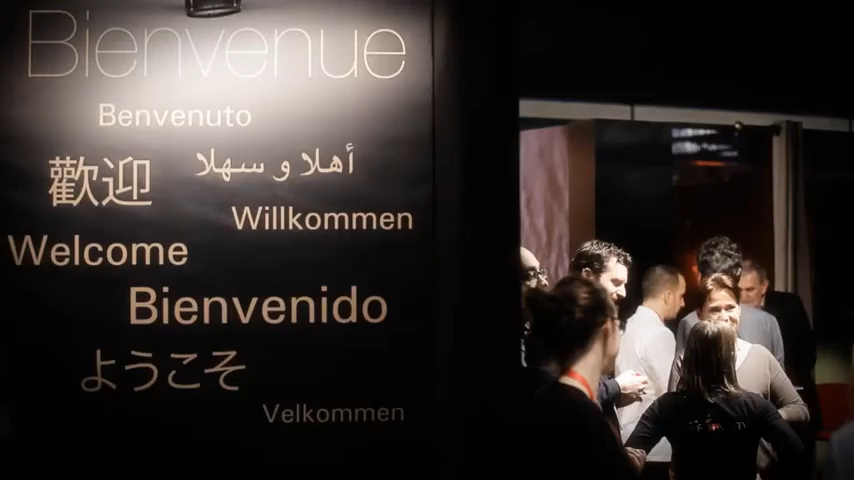 Bienvenue
Benvenuto
歡迎
أهلا و سهلا
Willkommen
Welcome
Bienvenido
ようこそ
Velkommen